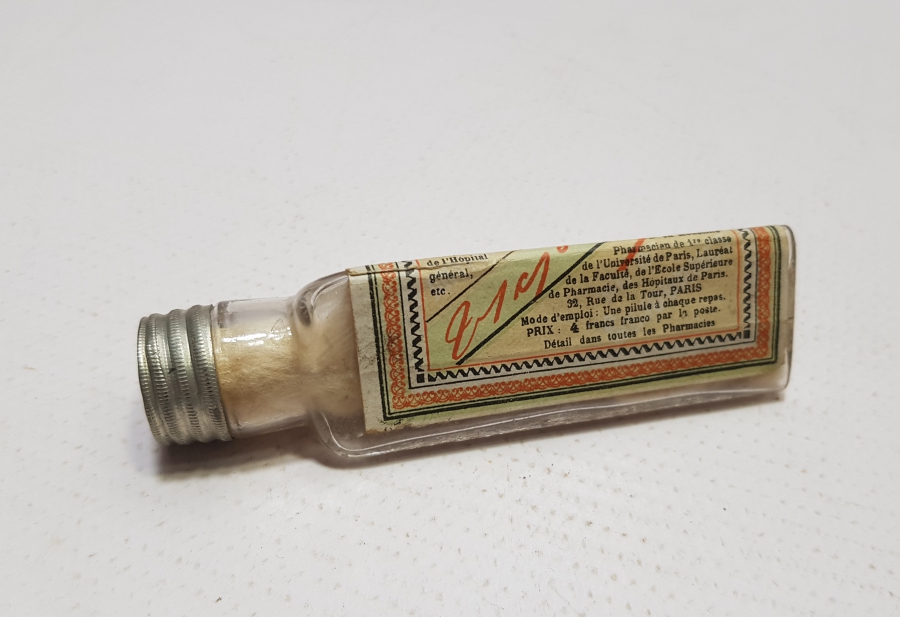 de l'Hôpital
général,
etc.
Pharmacien de 1re classe
de l'Université de Paris, Lauréat
de la Faculté, de l'Ecole Supérieure
de Pharmacie, des Hôpitaux de Paris.
32, Rue de la Tour, PARIS
Mode d'emploi : Une pilule à chaque repas.
PRIX : 4 francs franco par la poste.
Détail dans toutes les Pharmacies